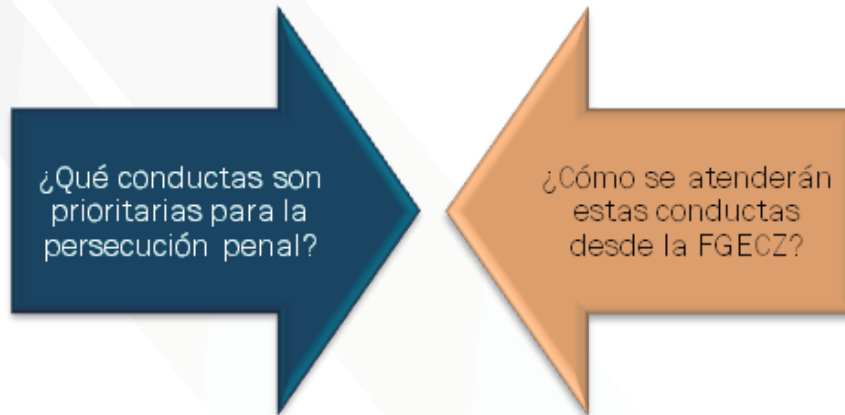 ¿Qué conductas son
prioritarias para la
persecución penal?
¿Cómo se atenderán
estas conductas
desde la FGECZ?